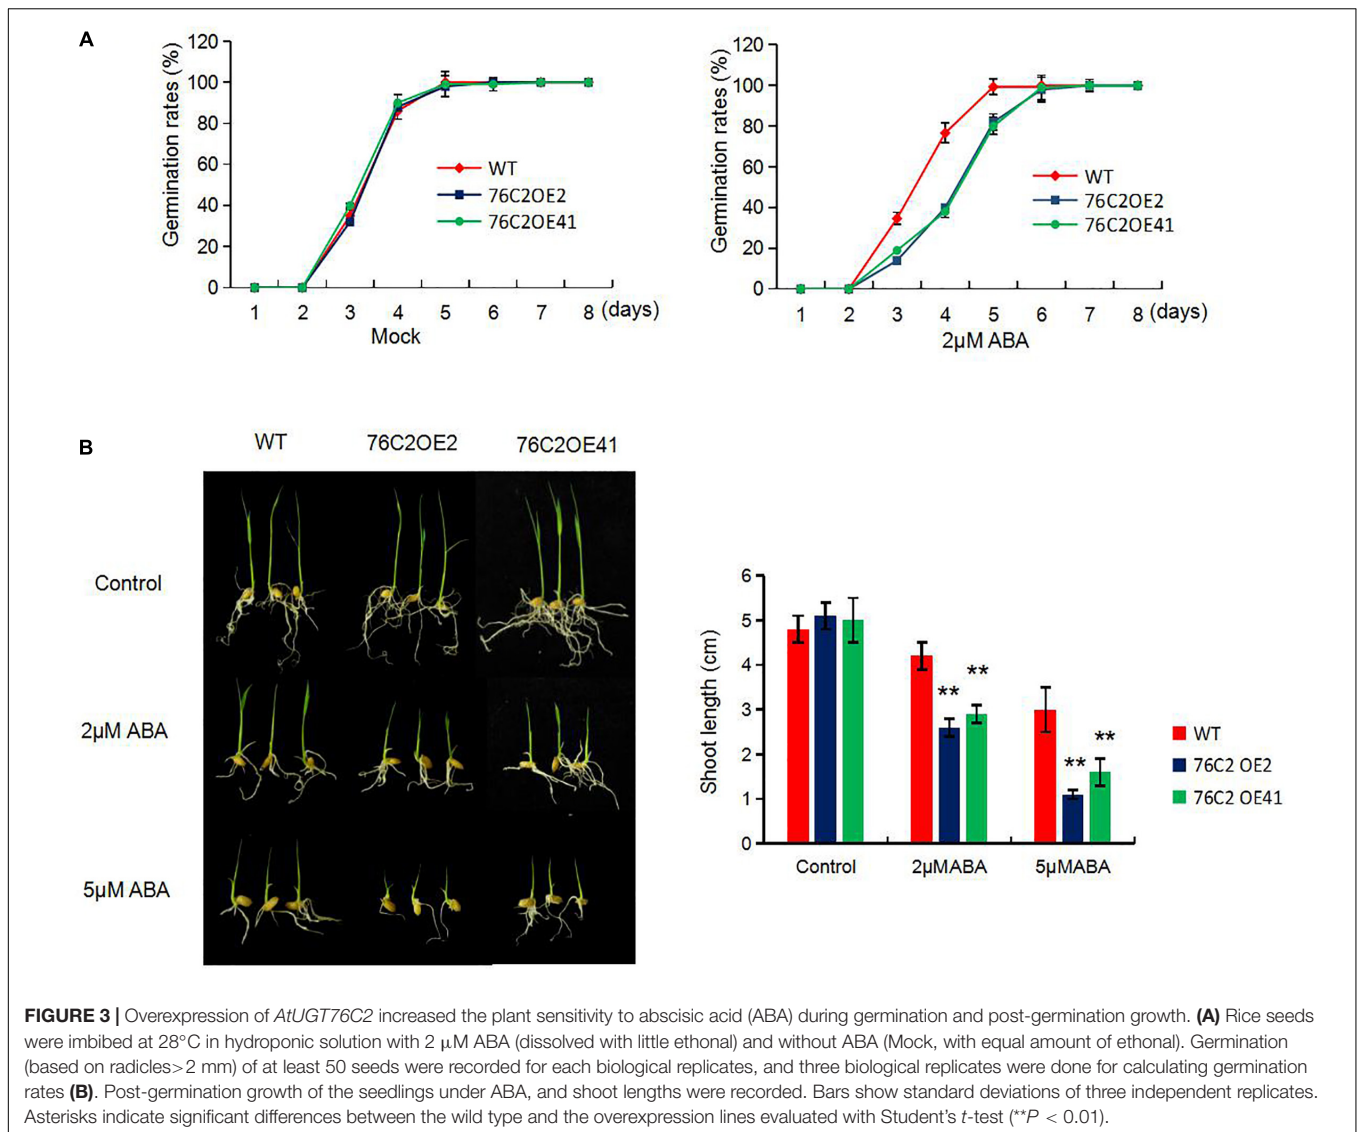 A
Germination rates (%)
120
100
80
60
40
20
0
WT
76C2OE2
76C2OE41
1 2 3 4 5 6 7 8 (days)
Mock
Germination rates (%)
120
100
80
60
40
20
0
WT
76C2OE2
76C2OE41
1 2 3 4 5 6 7 8 (days)
2µM ABA
B
WT 76C2OE2 76C2OE41
Control
2µM ABA
5µM ABA
Shoot length (cm)
6
5
4
3
2
1
0
** **
** **
Control 2µMABA 5µMABA
WT
76C2 OE2
76C2 OE41
FIGURE 3 | Overexpression of AtUGT76C2 increased the plant sensitivity to abscisic acid (ABA) during germination and post-germination growth. (A) Rice seeds
were imbibed at 28°C in hydroponic solution with 2 µM ABA (dissolved with little ethonal) and without ABA (Mock, with equal amount of ethonal). Germination
(based on radicles>2 mm) of at least 50 seeds were recorded for each biological replicates, and three biological replicates were done for calculating germination
rates (B). Post-germination growth of the seedlings under ABA, and shoot lengths were recorded. Bars show standard deviations of three independent replicates.
Asterisks indicate significant differences between the wild type and the overexpression lines evaluated with Student's t-test (**P < 0.01).